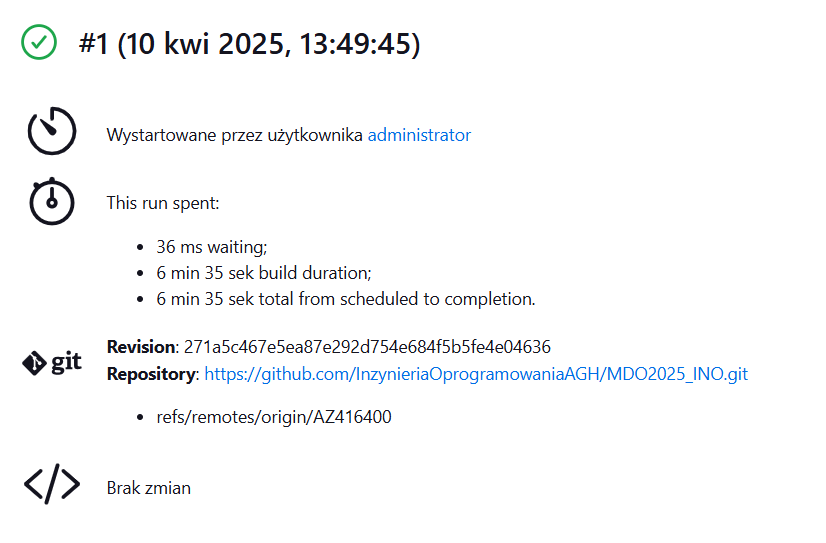 #1 (10 kwi 2025, 13:49:45)
Wystartowane przez użytkownika administrator
This run spent:
36 ms waiting;
6 min 35 sek build duration;
6 min 35 sek total from scheduled to completion.
git
Revision: 271a5c467e5ea87e292d754e684f5b5fe4e04636
Repository: https://github.com/InzynieriaOprogramowaniaAGH/MDO2025_INO.git
refs/remotes/origin/AZ416400
Brak zmian